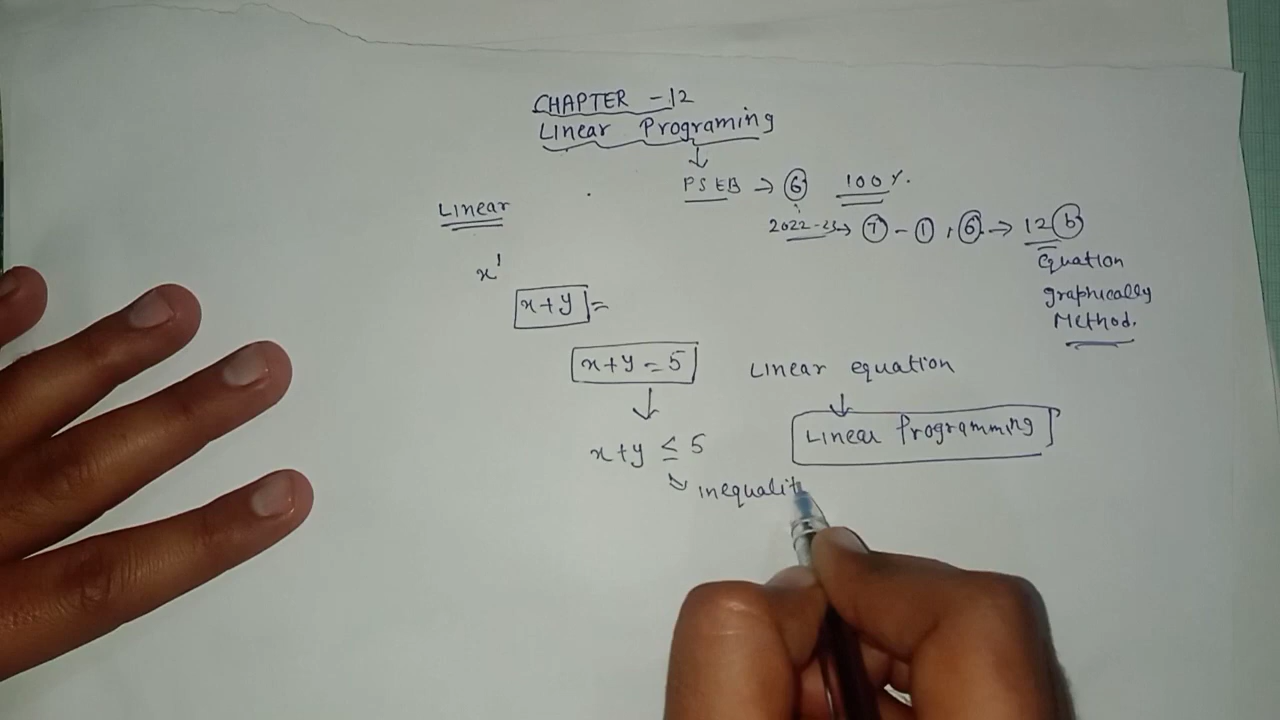 CHAPTER -12
Linear Programing
PSEB → 6 100%.
Linear
2022-23 → 7 - 1, 6 → 12 b
Equation
graphically
Method.
x¹
x+y =
x+y = 5
Linear equation
Linear Programming
x+y ≤ 5
inequalit